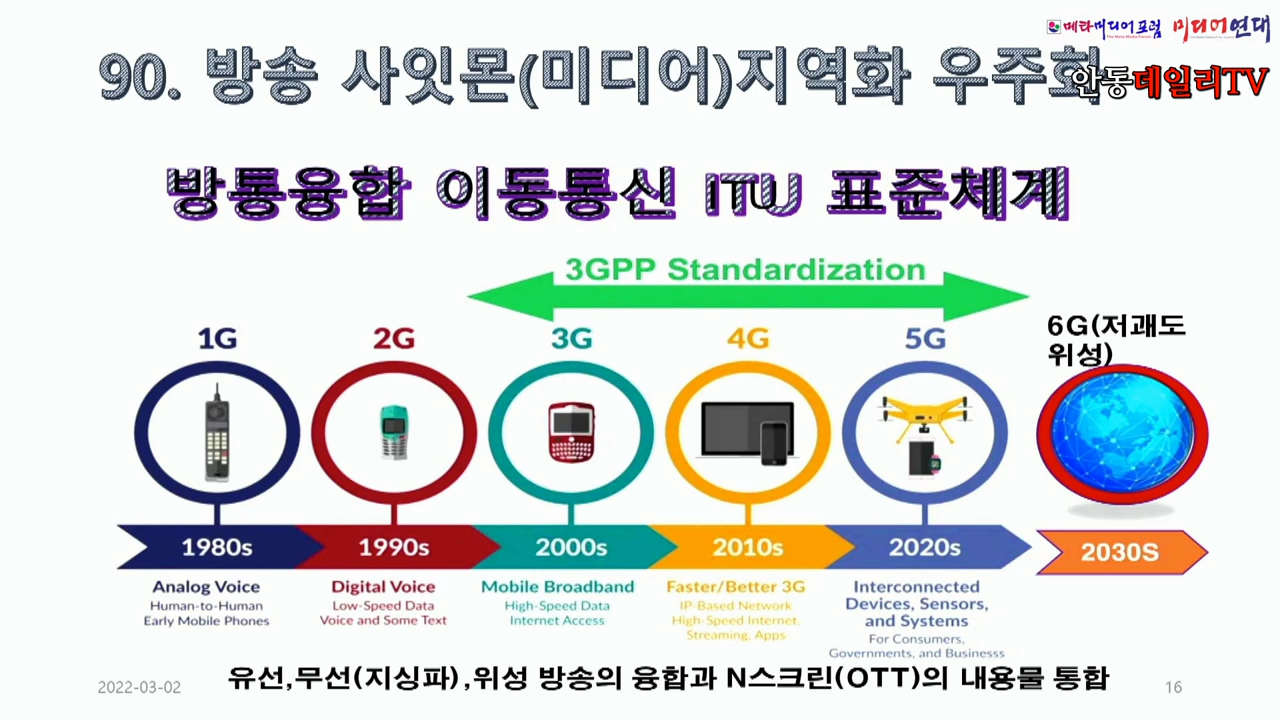 메타미디어포럼 미디어연대
90. 방송 사잇몬(미디어)지역화 우주화
안동데일리TV
방통융합 이동통신 ITU 표준체계
3GPP Standardization
1G 2G 3G 4G 5G 6G(저괘도
위성)
1980s 1990s 2000s 2010s 2020s 2030S
Analog Voice
Human-to-Human
Early Mobile Phones
Digital Voice
Low-Speed Data
Voice and Some Text
Mobile Broadband
High-Speed Data
Internet Access
Faster/Better 3G
IP-Based Network
High-Speed Internet
Streaming, Apps
Interconnected
Devices, Sensors,
and Systems
For Consumers,
Governments, and Businesss
유선,무선(지싱파),위성 방송의 융합과 N스크린(OTT)의 내용물 통합
2022-03-02
16